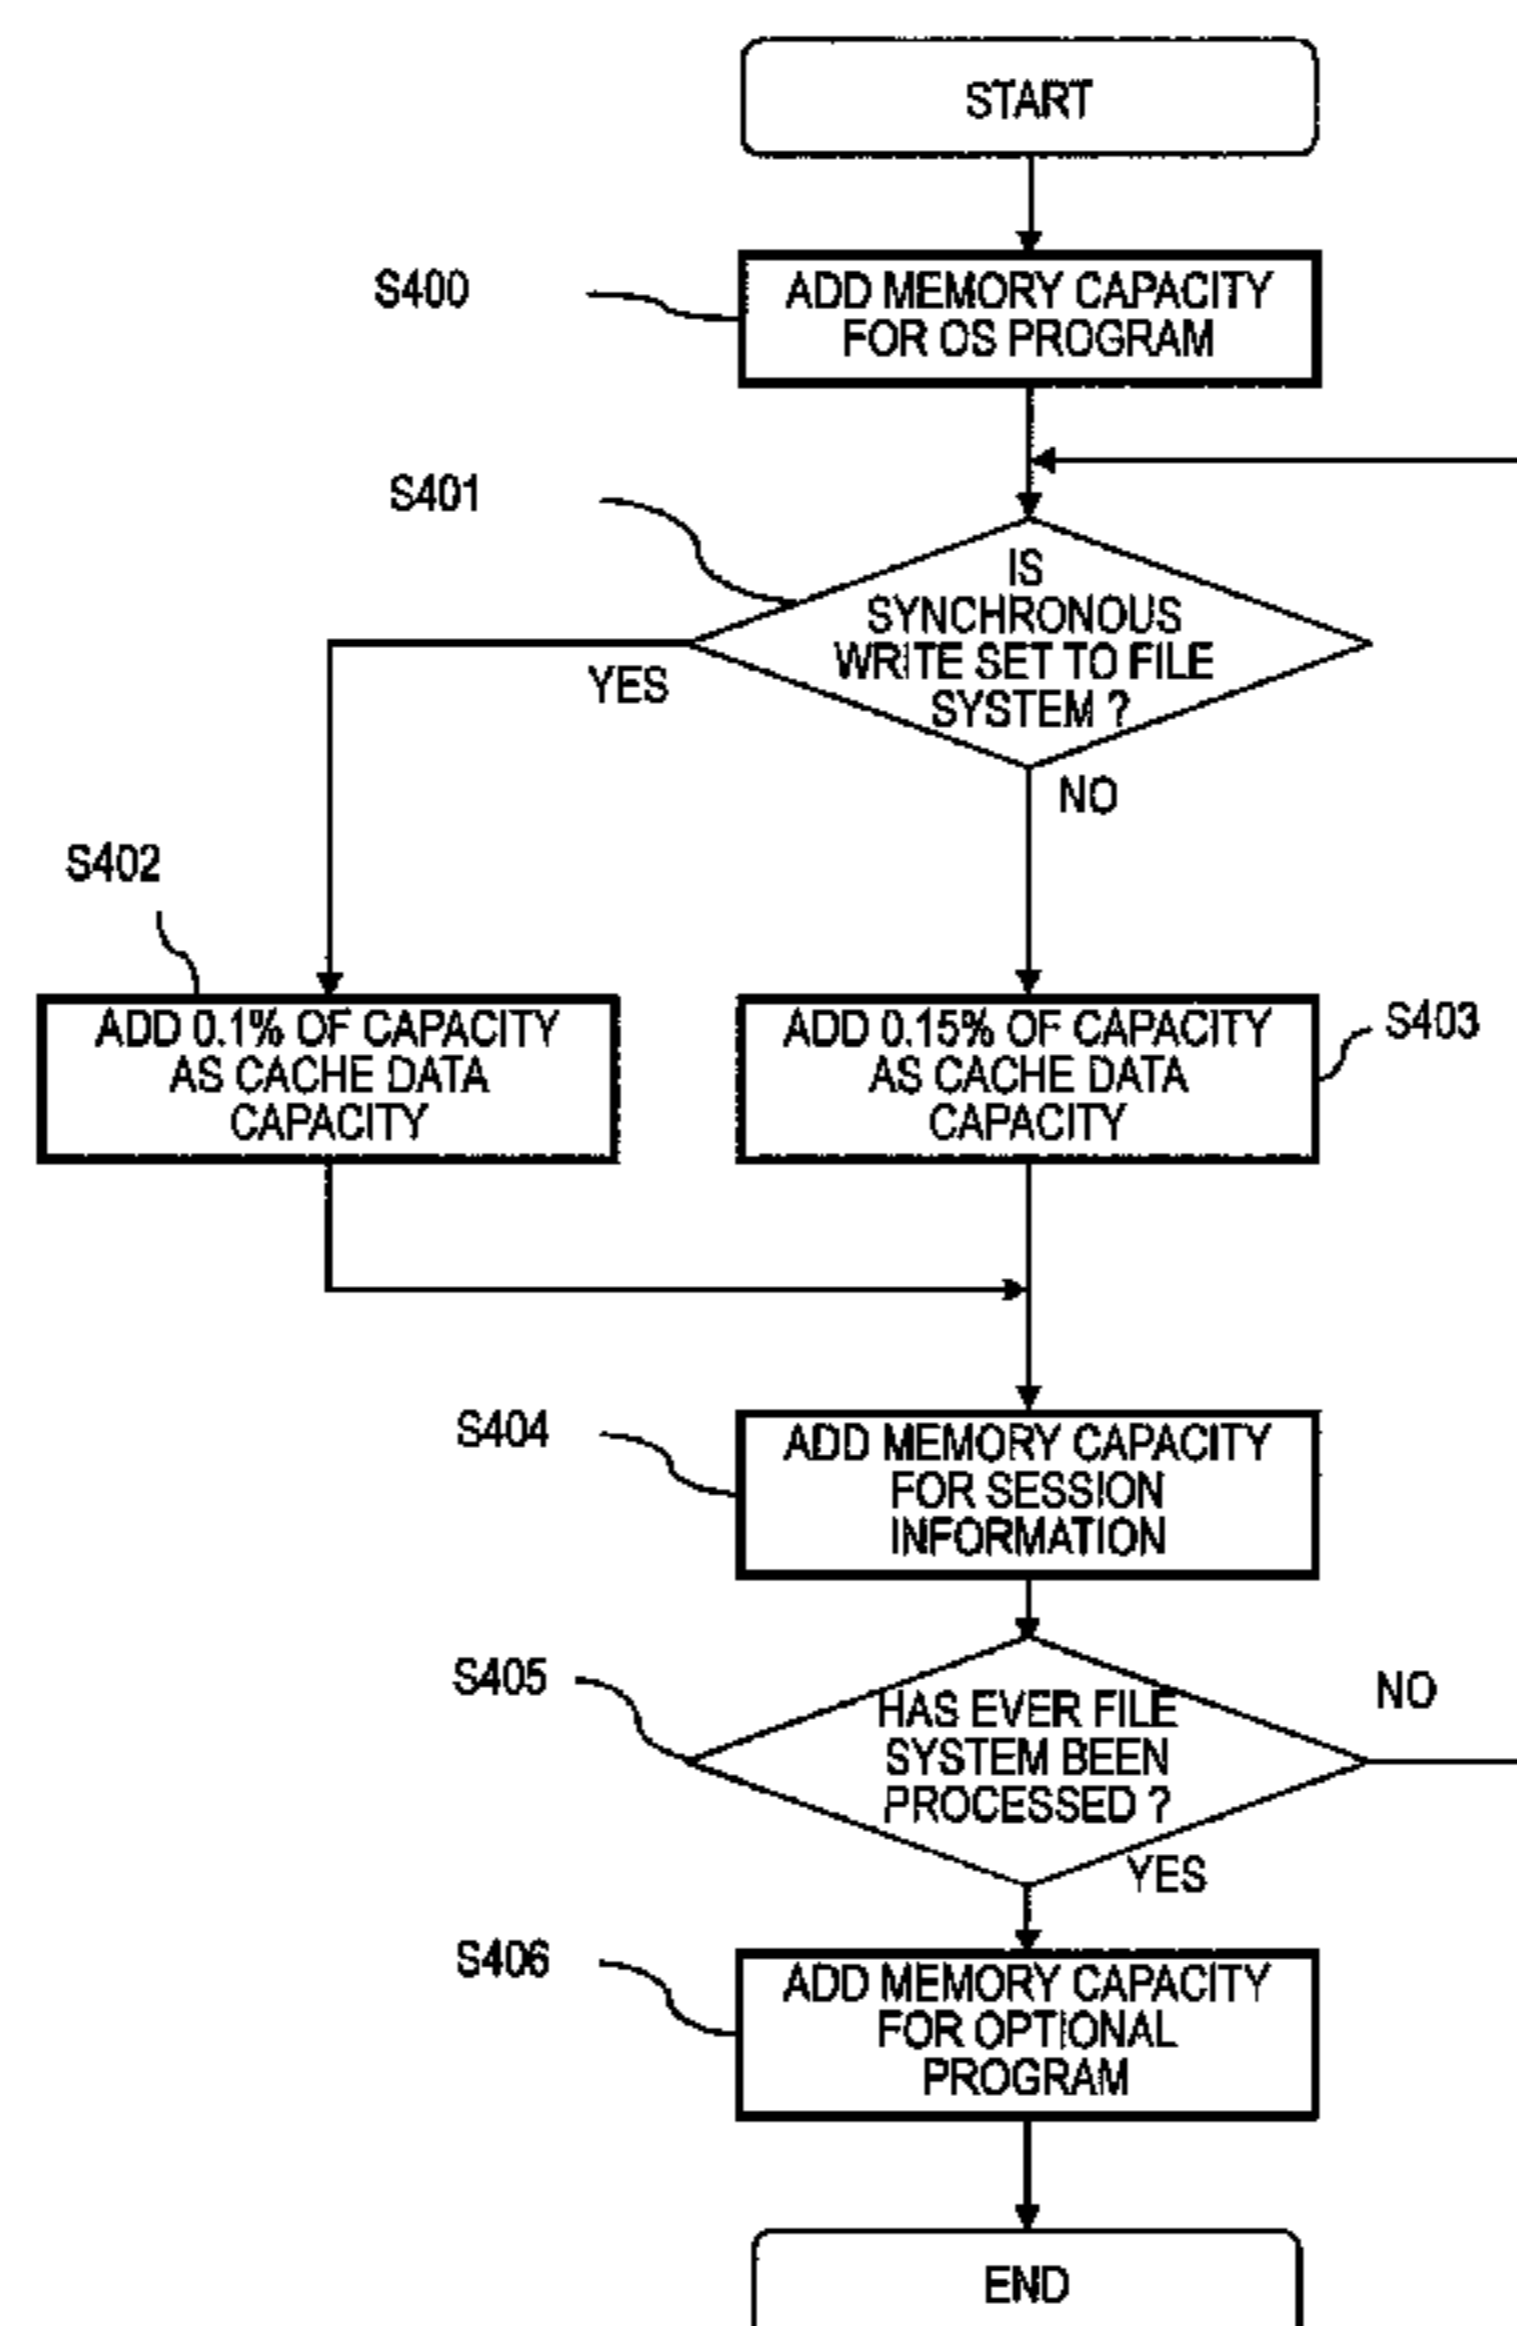 START
S400
ADD MEMORY CAPACITY
FOR OS PROGRAM
S401
IS
SYNCHRONOUS
WRITE SET TO FILE
SYSTEM ?
YES
NO
S402
ADD 0.1% OF CAPACITY
AS CACHE DATA
CAPACITY
ADD 0.15% OF CAPACITY
AS CACHE DATA
CAPACITY
S403
S404
ADD MEMORY CAPACITY
FOR SESSION
INFORMATION
S405
HAS EVER FILE
SYSTEM BEEN
PROCESSED ?
NO
YES
S406
ADD MEMORY CAPACITY
FOR OPTIONAL
PROGRAM
END